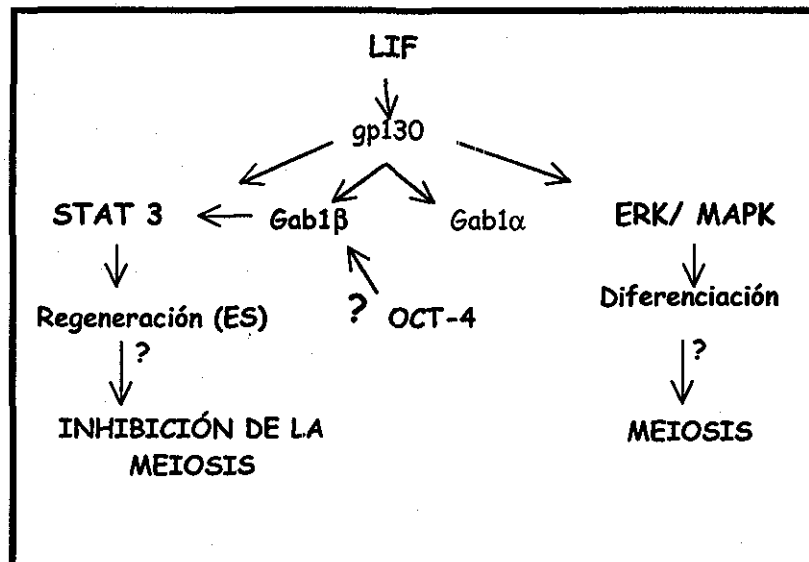 LIF
gp130
STAT 3
Gab1β
Gab1α
ERK/ MAPK
Regeneración (ES)
? OCT-4
Diferenciación
?
?
INHIBICIÓN DE LA
MEIOSIS
MEIOSIS